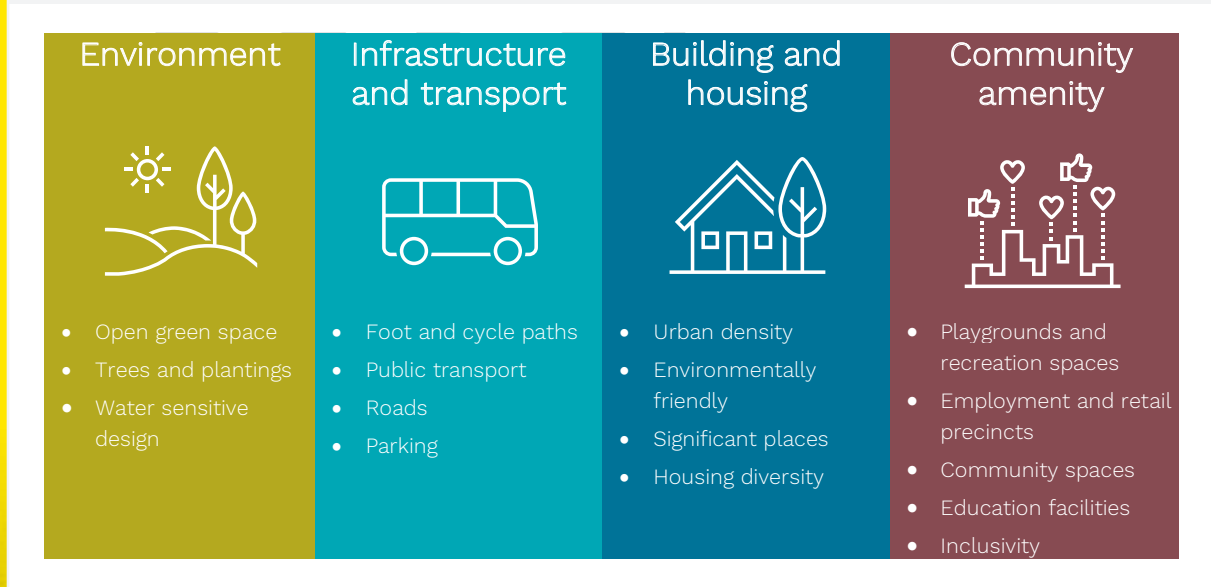 Environment
Open green space
Trees and plantings
Water sensitive
design
Infrastructure
and transport
Foot and cycle paths
Public transport
Roads
Parking
Building and
housing
Urban density
Environmentally
friendly
Significant places
Housing diversity
Community
amenity
Playgrounds and
recreation spaces
Employment and retail
precincts
Community spaces
Education facilities
Inclusivity